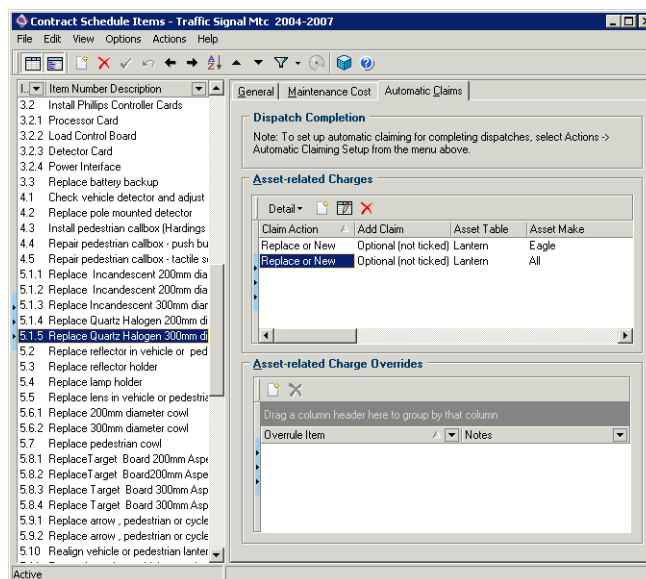 Contract Schedule Items - Traffic Signal Mtc 2004-2007
File Edit View Options Actions Help
I.. Item Number Description
3.2 Install Phillips Controller Cards
3.2.1 Processor Card
3.2.2 Load Control Board
3.2.3 Detector Card
3.2.4 Power Interface
3.3 Replace battery backup
4.1 Check vehicle detector and adjust
4.2 Replace pole mounted detector
4.3 Install pedestrian callbox (Hardings
4.4 Repair pedestrian callbox - push bu
4.5 Repair pedestrian callbox - tactile s
5.1.1 Replace Incandescent 200mm dia
5.1.2 Replace Incandescent 200mm dia
5.1.3 Replace Incandescent 300mm diar
5.1.4 Replace Quartz Halogen 200mm di
5.1.5 Replace Quartz Halogen 300mm di
5.2 Replace reflector in vehicle or ped
5.3 Replace reflector holder
5.4 Replace lamp holder
5.5 Replace lens in vehicle or pedestria
5.6.1 Replace 200mm diameter cowl
5.6.2 Replace 300mm diameter cowl
5.7 Replace pedestrian cowl
5.8.1 ReplaceTarget Board 200mm Aspe
5.8.2 ReplaceTarget Board200mm Aspe
5.8.3 Replace Target Board 300mm Asp
5.8.4 Replace Target Board 300mm Asp
5.9.1 Replace arrow , pedestrian or cycle
5.9.2 Replace arrow , pedestrian or cycle
5.10 Realign vehicle or pedestrian lanter
General Maintenance Cost Automatic Claims
Dispatch Completion
Note: To set up automatic claiming for completing dispatches, select Actions ->
Automatic Claiming Setup from the menu above.
Asset-related Charges
Detail
Claim Action Add Claim Asset Table Asset Make
Replace or New Optional (not ticked) Lantern Eagle
Replace or New Optional (not ticked) Lantern All
Asset-related Charge Overrides
Drag a column header here to group by that column
Overrule Item Notes
Active